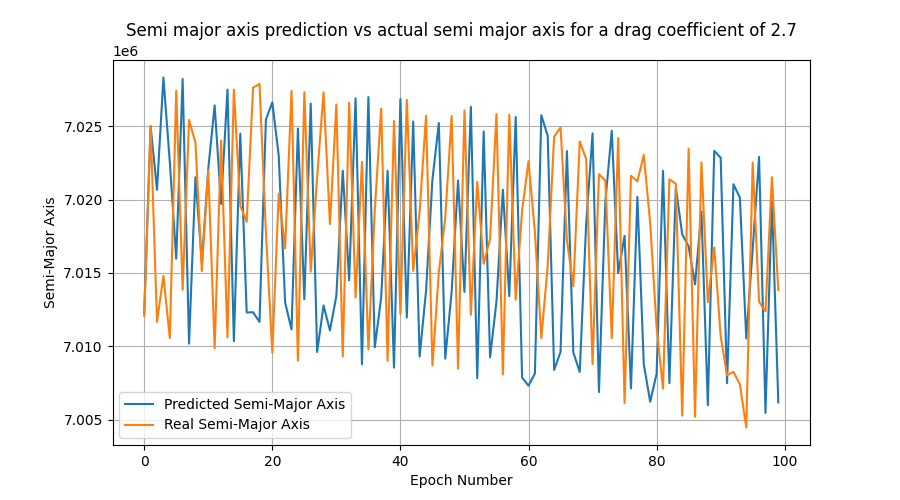 Semi major axis prediction vs actual semi major axis for a drag coefficient of 2.7
1e6
7.025
7.020
7.015
7.010
7.005
Semi-Major Axis
Predicted Semi-Major Axis
Real Semi-Major Axis
0 20 40 60 80 100
Epoch Number